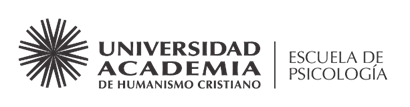 UNIVERSIDAD
ACADEMIA
DE HUMANISMO CRISTIANO
ESCUELA DE
PSICOLOGÍA